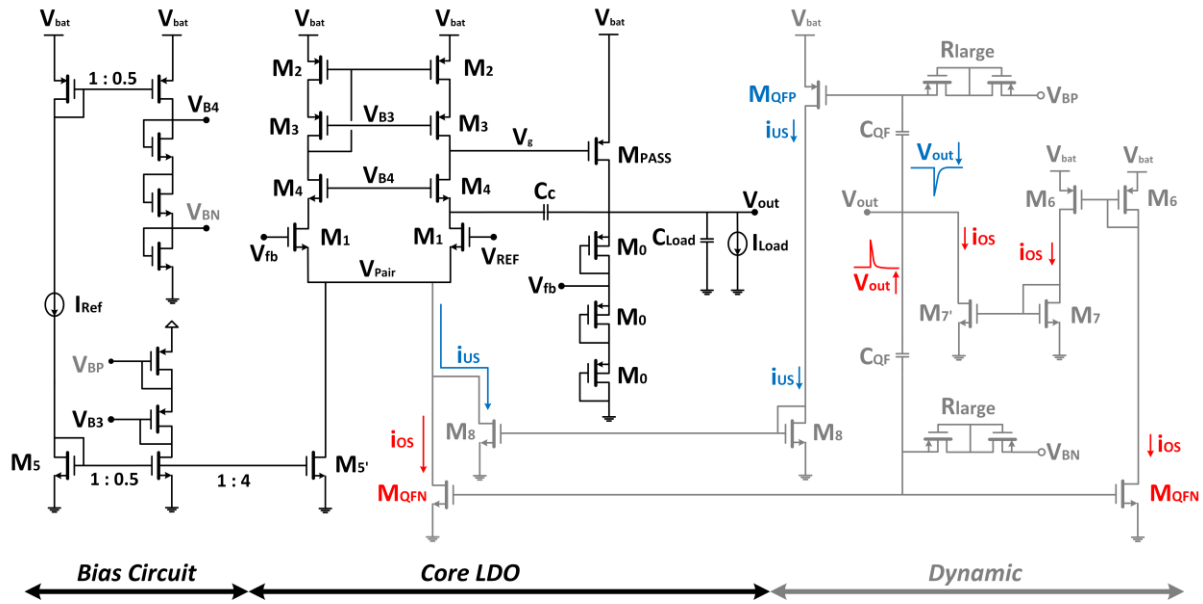 Vbat
Vbat
Vbat
Vbat
Vbat
Vbat
1 : 0.5
VB4
VBN
IRef
VBP
VB3
M5
1 : 0.5
1 : 4
M5'
M2
M2
M3
VB3
M3
Vg
MPASS
M4
VB4
M4
Cc
Vout
M1
M1
Vfb
VREF
VPair
M0
CLoad
ILoad
Vfb
M0
M0
ius
M8
ios
MQFN
MQFP
ius
Rlarge
VBP
CQF
Vout
Vbat
Vbat
M6
M6
Vout
ios
ios
Vout
M7'
M7
CQF
ius
M8
Rlarge
VBN
ios
MQFN
Bias Circuit
Core LDO
Dynamic